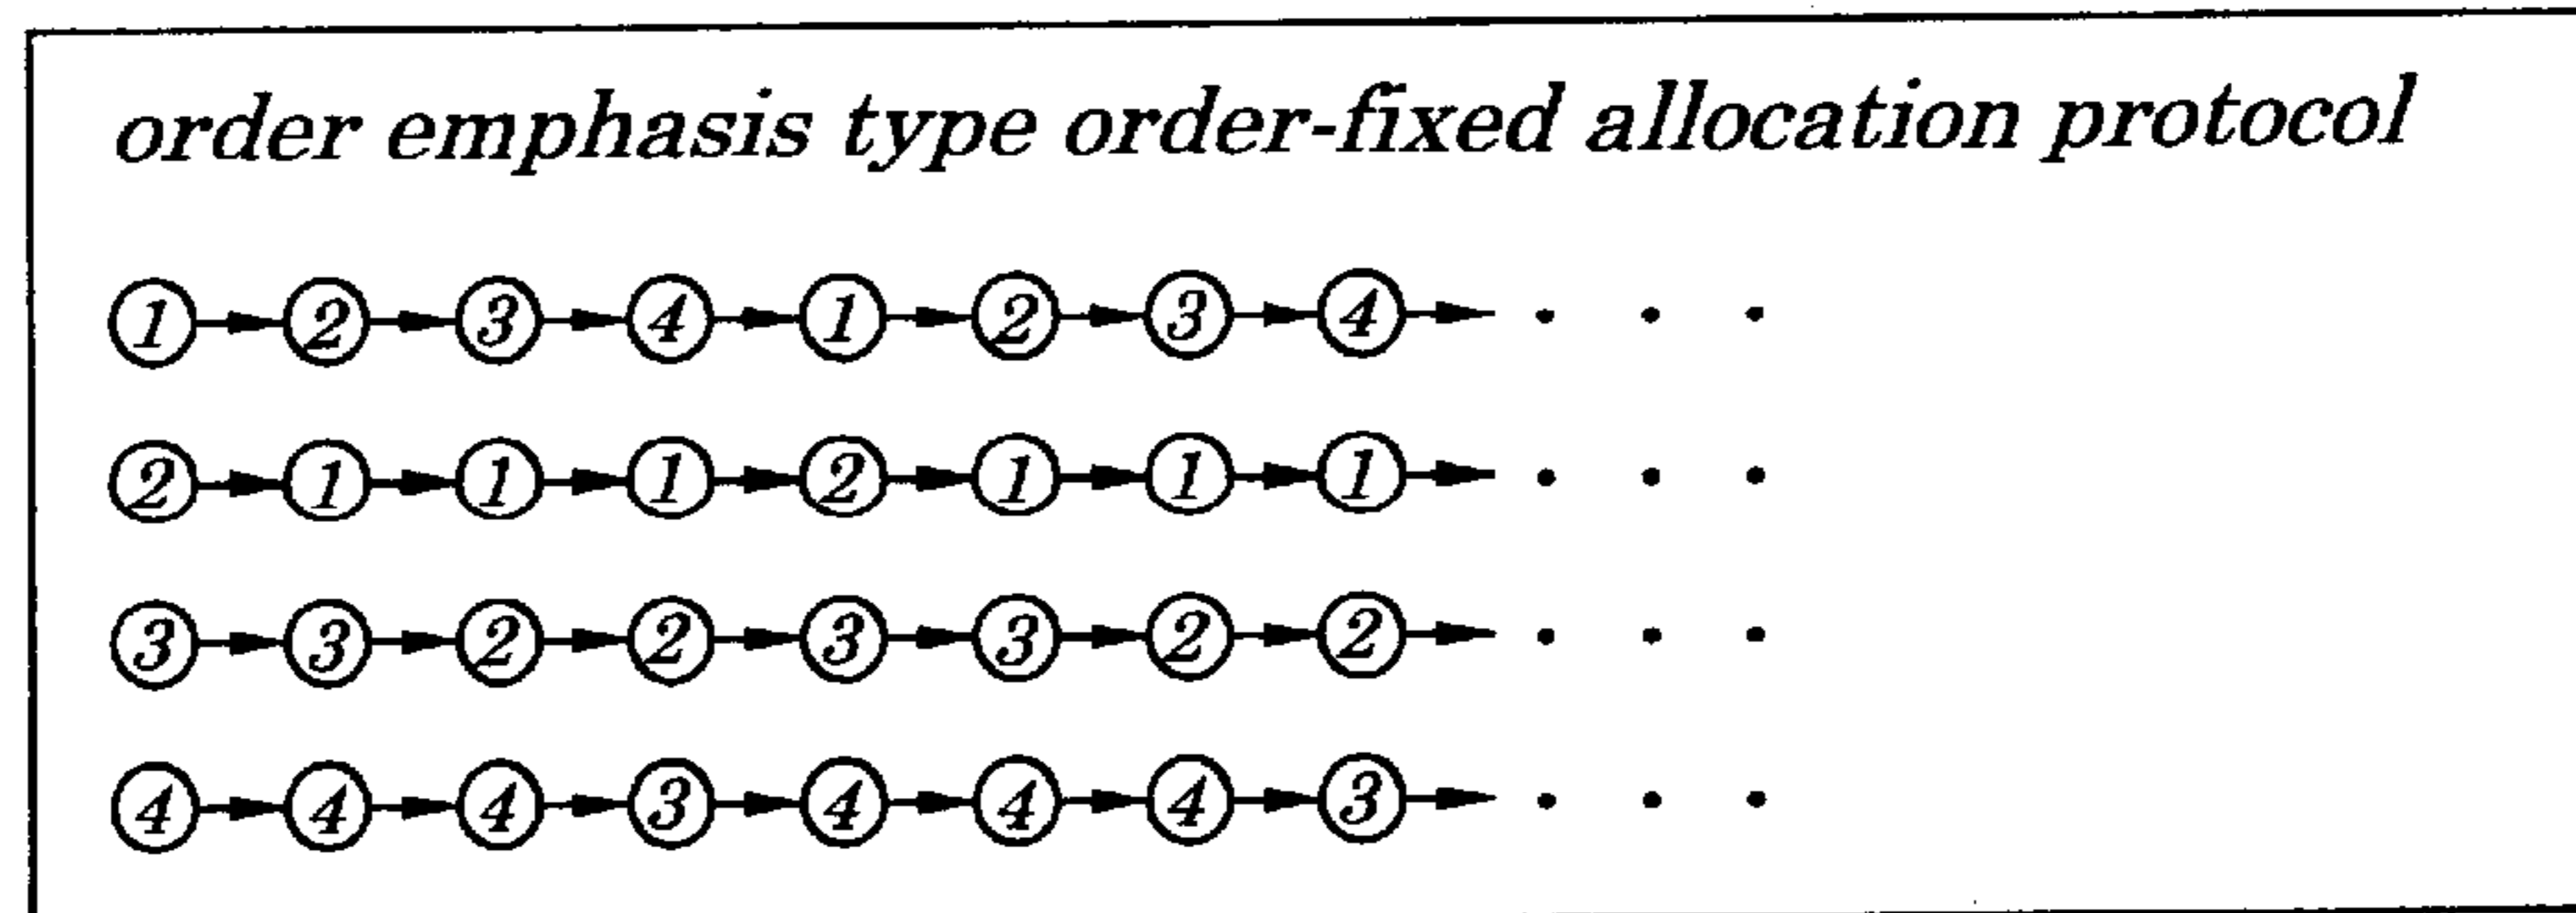 order emphasis type order-fixed allocation protocol
1 2 3 4 1 2 3 4 . . .
2 1 1 1 2 1 1 1 . . .
3 3 2 2 3 3 2 2 . . .
4 4 4 3 4 4 4 3 . . .